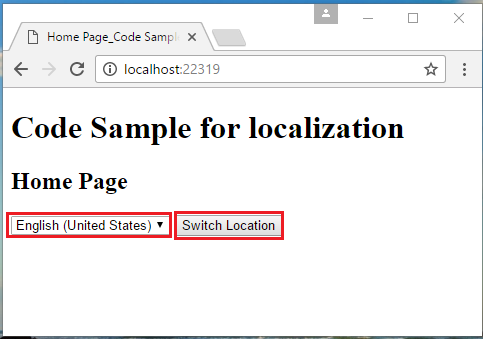 Home Page_Code Sampl
localhost:22319
Code Sample for localization
Home Page
English (United States)
Switch Location